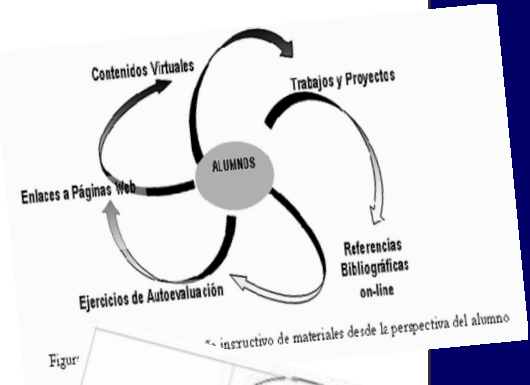 Contenidos Virtuales
Trabajos y Proyectos
ALUMNOS
Enlaces a Páginas Web
Referencias
Bibliográficas
on-line
Ejercicios de Autoevaluación
Figur instructivo de materiales desde la perspectiva del alumno